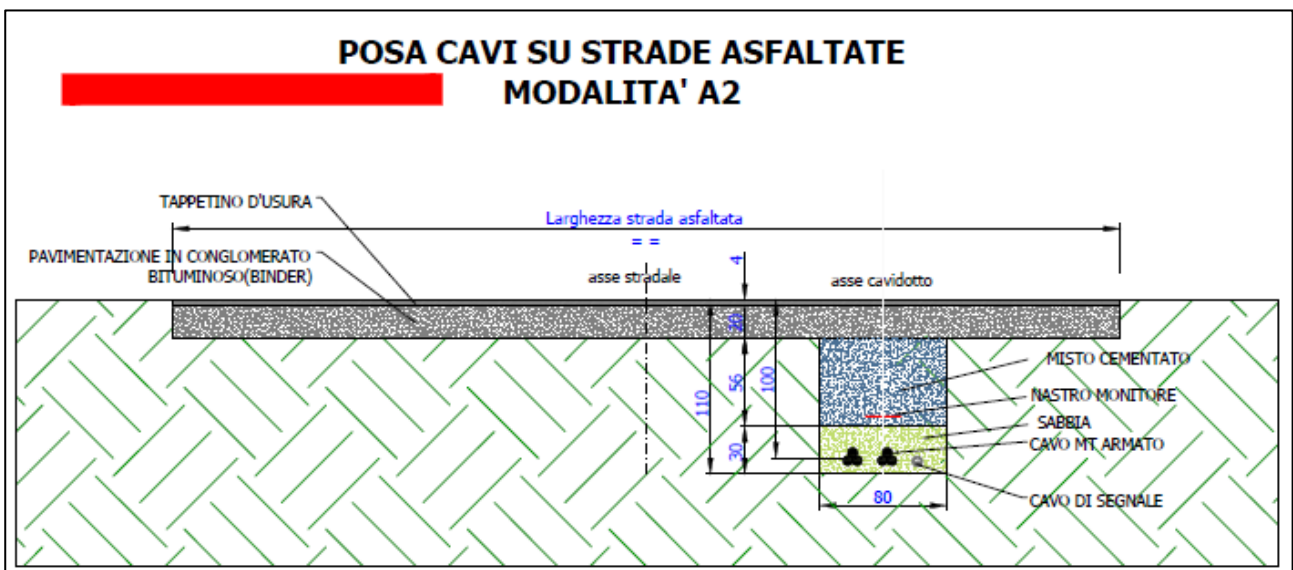 POSA CAVI SU STRADE ASFALTATE
MODALITA' A2
TAPPETINO D'USURA
Larghezza strada asfaltata
= =
PAVIMENTAZIONE IN CONGLOMERATO
BITUMINOSO(BINDER)
4
asse stradale
asse cavidotto
20
MISTO CEMENTATO
56
100
110
NASTRO MONITORE
SABBIA
CAVO MT ARMATO
30
80
CAVO DI SEGNALE